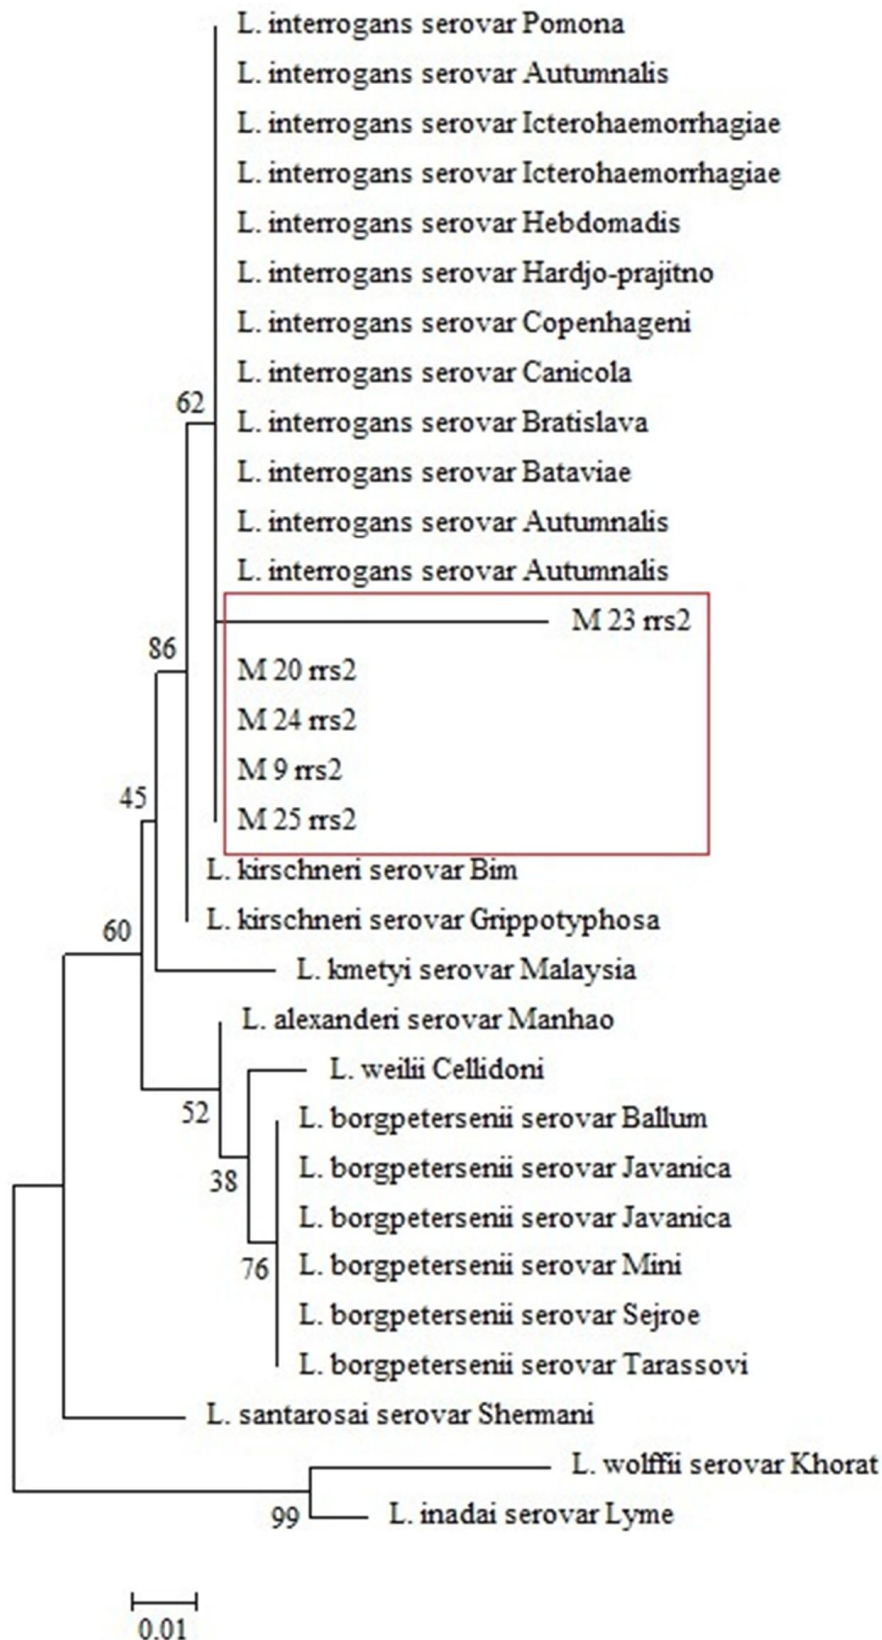 L. interrogans serovar Pomona
L. interrogans serovar Autumnalis
L. interrogans serovar Icterohaemorrhagiae
L. interrogans serovar Icterohaemorrhagiae
L. interrogans serovar Hebdomadis
L. interrogans serovar Hardjo-prajitno
L. interrogans serovar Copenhageni
L. interrogans serovar Canicola
62
L. interrogans serovar Bratislava
L. interrogans serovar Bataviae
L. interrogans serovar Autumnalis
L. interrogans serovar Autumnalis
M 23 rrs2
86
M 20 rrs2
M 24 rrs2
M 9 rrs2
45
M 25 rrs2
L. kirschneri serovar Bim
L. kirschneri serovar Grippotyphosa
60
L. kmetyi serovar Malaysia
L. alexanderi serovar Manhao
L. weilii Cellidoni
52
L. borgpetersenii serovar Ballum
L. borgpetersenii serovar Javanica
38
L. borgpetersenii serovar Javanica
L. borgpetersenii serovar Mini
76
L. borgpetersenii serovar Sejroe
L. borgpetersenii serovar Tarassovi
L. santarosai serovar Shermani
L. wolffii serovar Khorat
L. inadai serovar Lyme
99
0.01